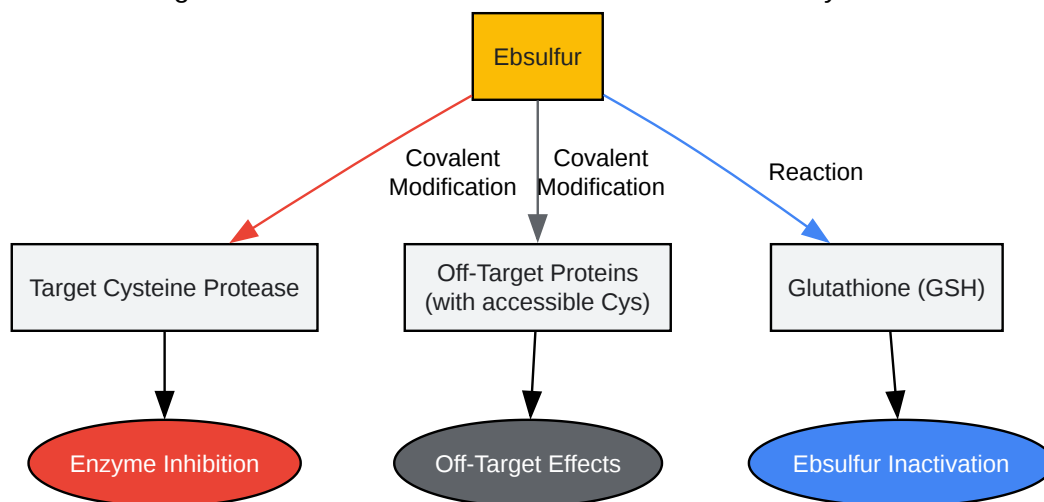 Ebsulfur
Covalent
Modification
Covalent
Modification
Reaction
Target Cysteine Protease
Off-Target Proteins
(with accessible Cys)
Glutathione (GSH)
Enzyme Inhibition
Off-Target Effects
Ebsulfur Inactivation